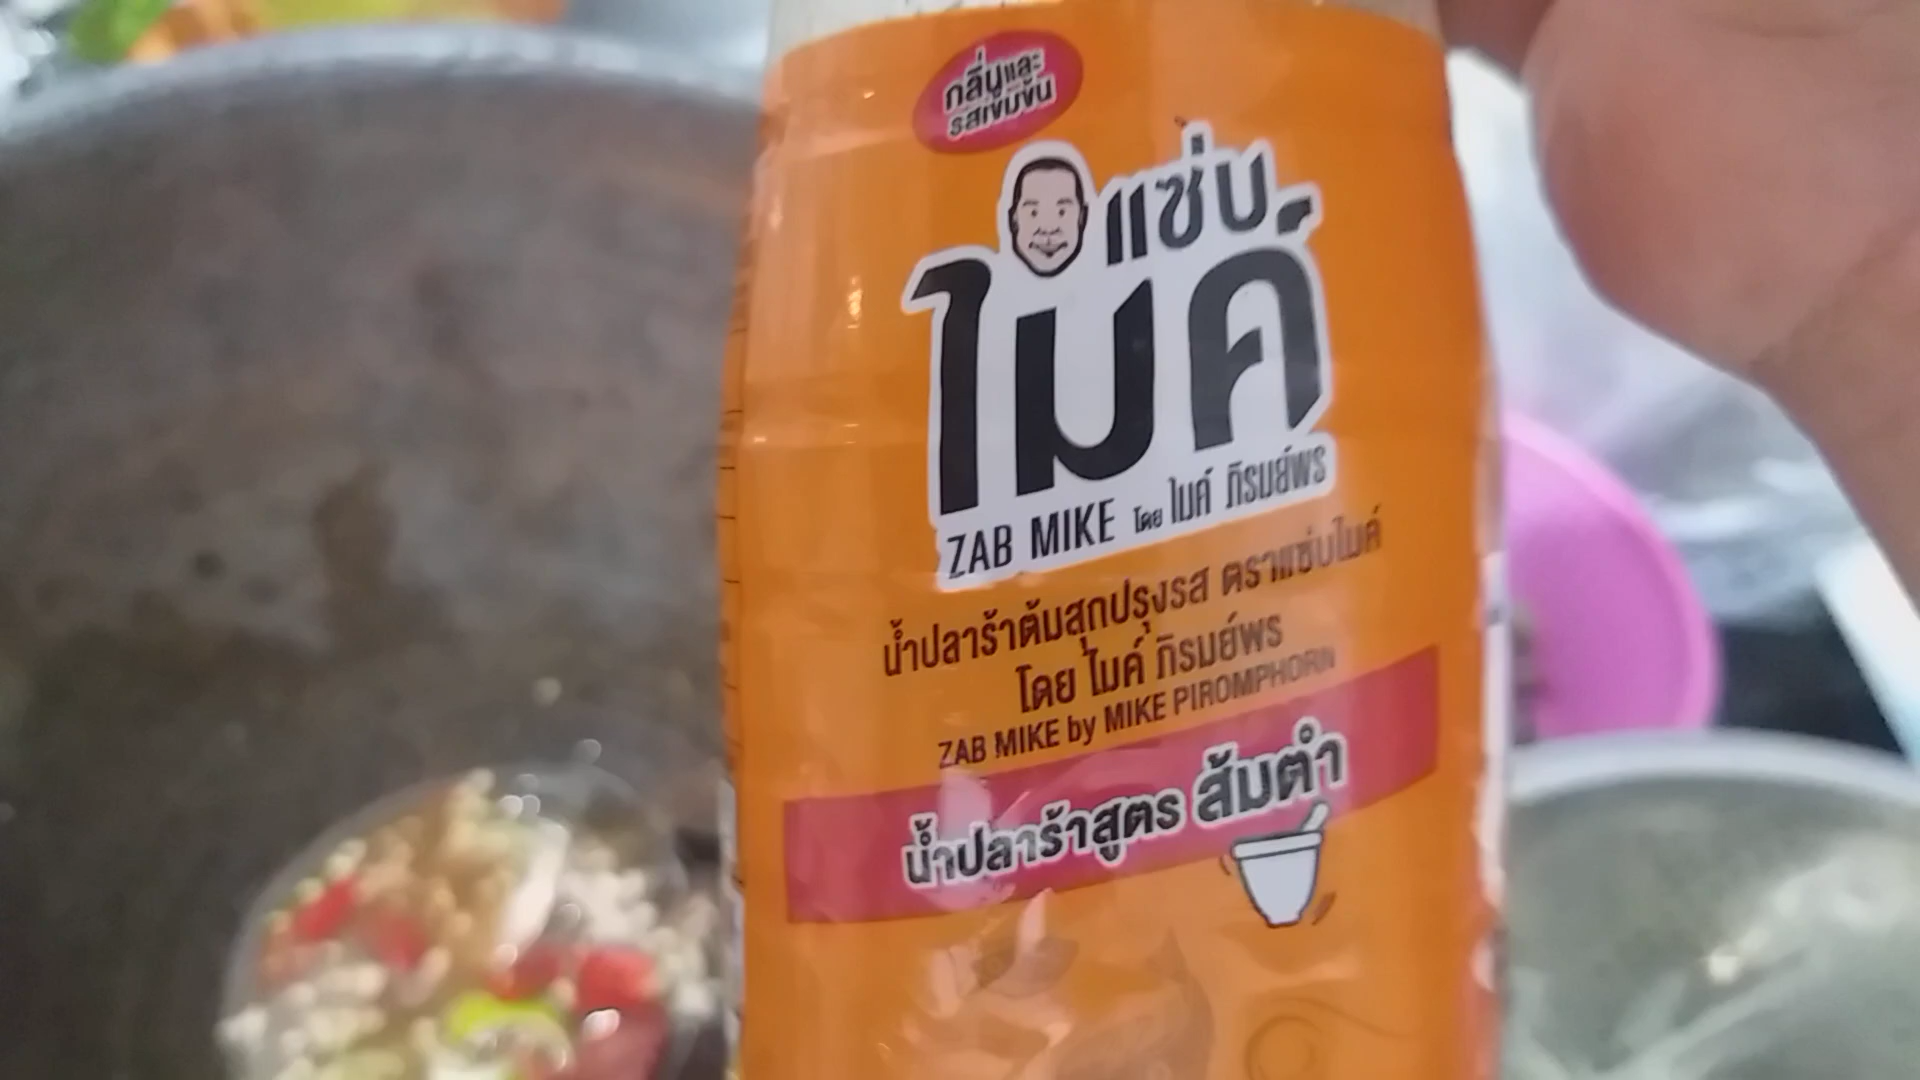 กลิ่นและ
รสเข้มข้น
แซ่บ
ไมค์
ZAB MIKE โดย ไมค์ ภิรมย์พร
น้ำปลาร้าต้มสุกปรุงรส ตราแซ่บไมค์
โดย ไมค์ ภิรมย์พร
ZAB MIKE by MIKE PIROMPHORN
น้ำปลาร้าสูตร ส้มตำ